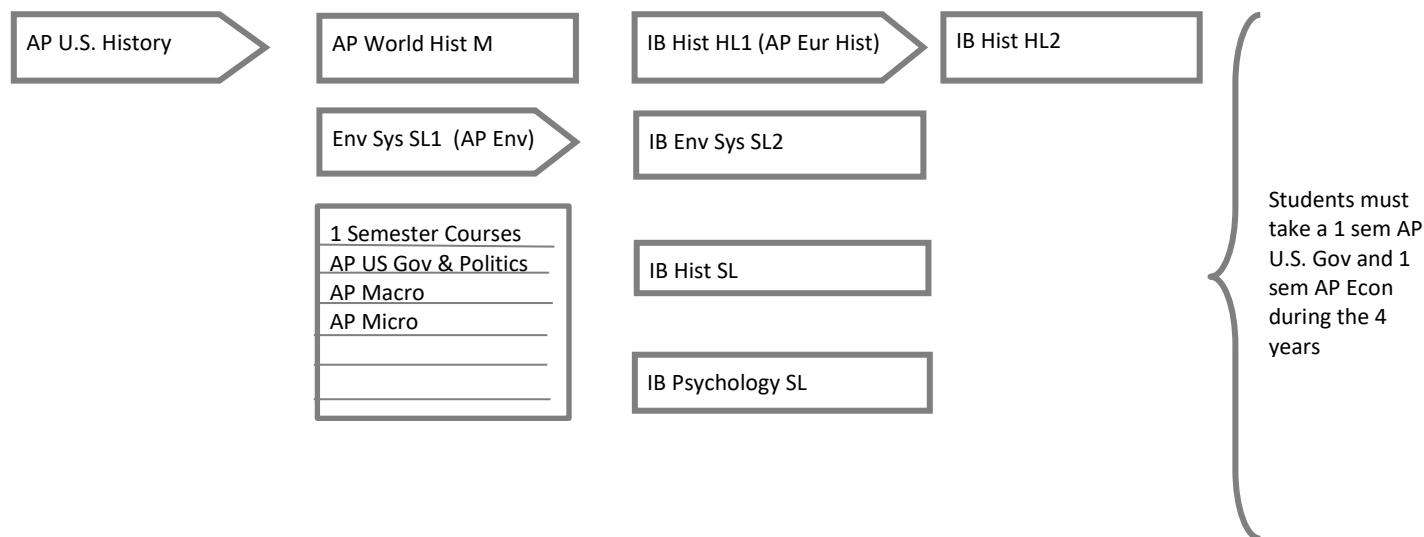 AP U.S. History
AP World Hist M
IB Hist HL1 (AP Eur Hist)
IB Hist HL2
Env Sys SL1 (AP Env)
IB Env Sys SL2
1 Semester Courses
AP US Gov & Politics
AP Macro
AP Micro
IB Hist SL
IB Psychology SL
Students must
take a 1 sem AP
U.S. Gov and 1
sem AP Econ
during the 4
years